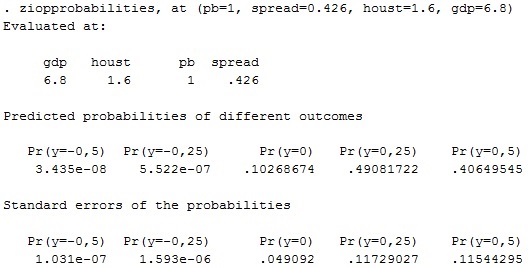 . ziopprobabilities, at (pb=1, spread=0.426, houst=1.6, gdp=6.8)
Evaluated at:
gdp houst pb spread
6.8 1.6 1 .426
Predicted probabilities of different outcomes
Pr(y=-0,5) Pr(y=-0,25) Pr(y=0) Pr(y=0,25) Pr(y=0,5)
3.435e-08 5.522e-07 .10268674 .49081722 .40649545
Standard errors of the probabilities
Pr(y=-0,5) Pr(y=-0,25) Pr(y=0) Pr(y=0,25) Pr(y=0,5)
1.031e-07 1.593e-06 .049092 .11729027 .11544295